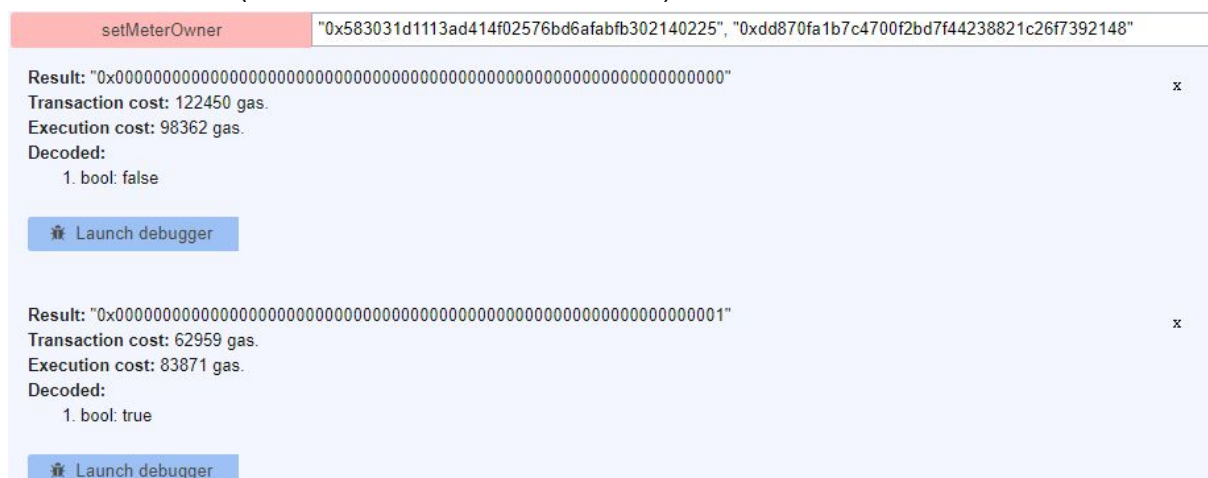 setMeterOwner "0x583031d1113ad414f02576bd6afabfb302140225", "0xdd870fa1b7c4700f2bd7f44238821c26f7392148"
Result: "0x0000000000000000000000000000000000000000000000000000000000000000"
x
Transaction cost: 122450 gas.
Execution cost: 98362 gas.
Decoded:
1. bool: false
Launch debugger
Result: "0x0000000000000000000000000000000000000000000000000000000000000001"
x
Transaction cost: 62959 gas.
Execution cost: 83871 gas.
Decoded:
1. bool: true
Launch debugger